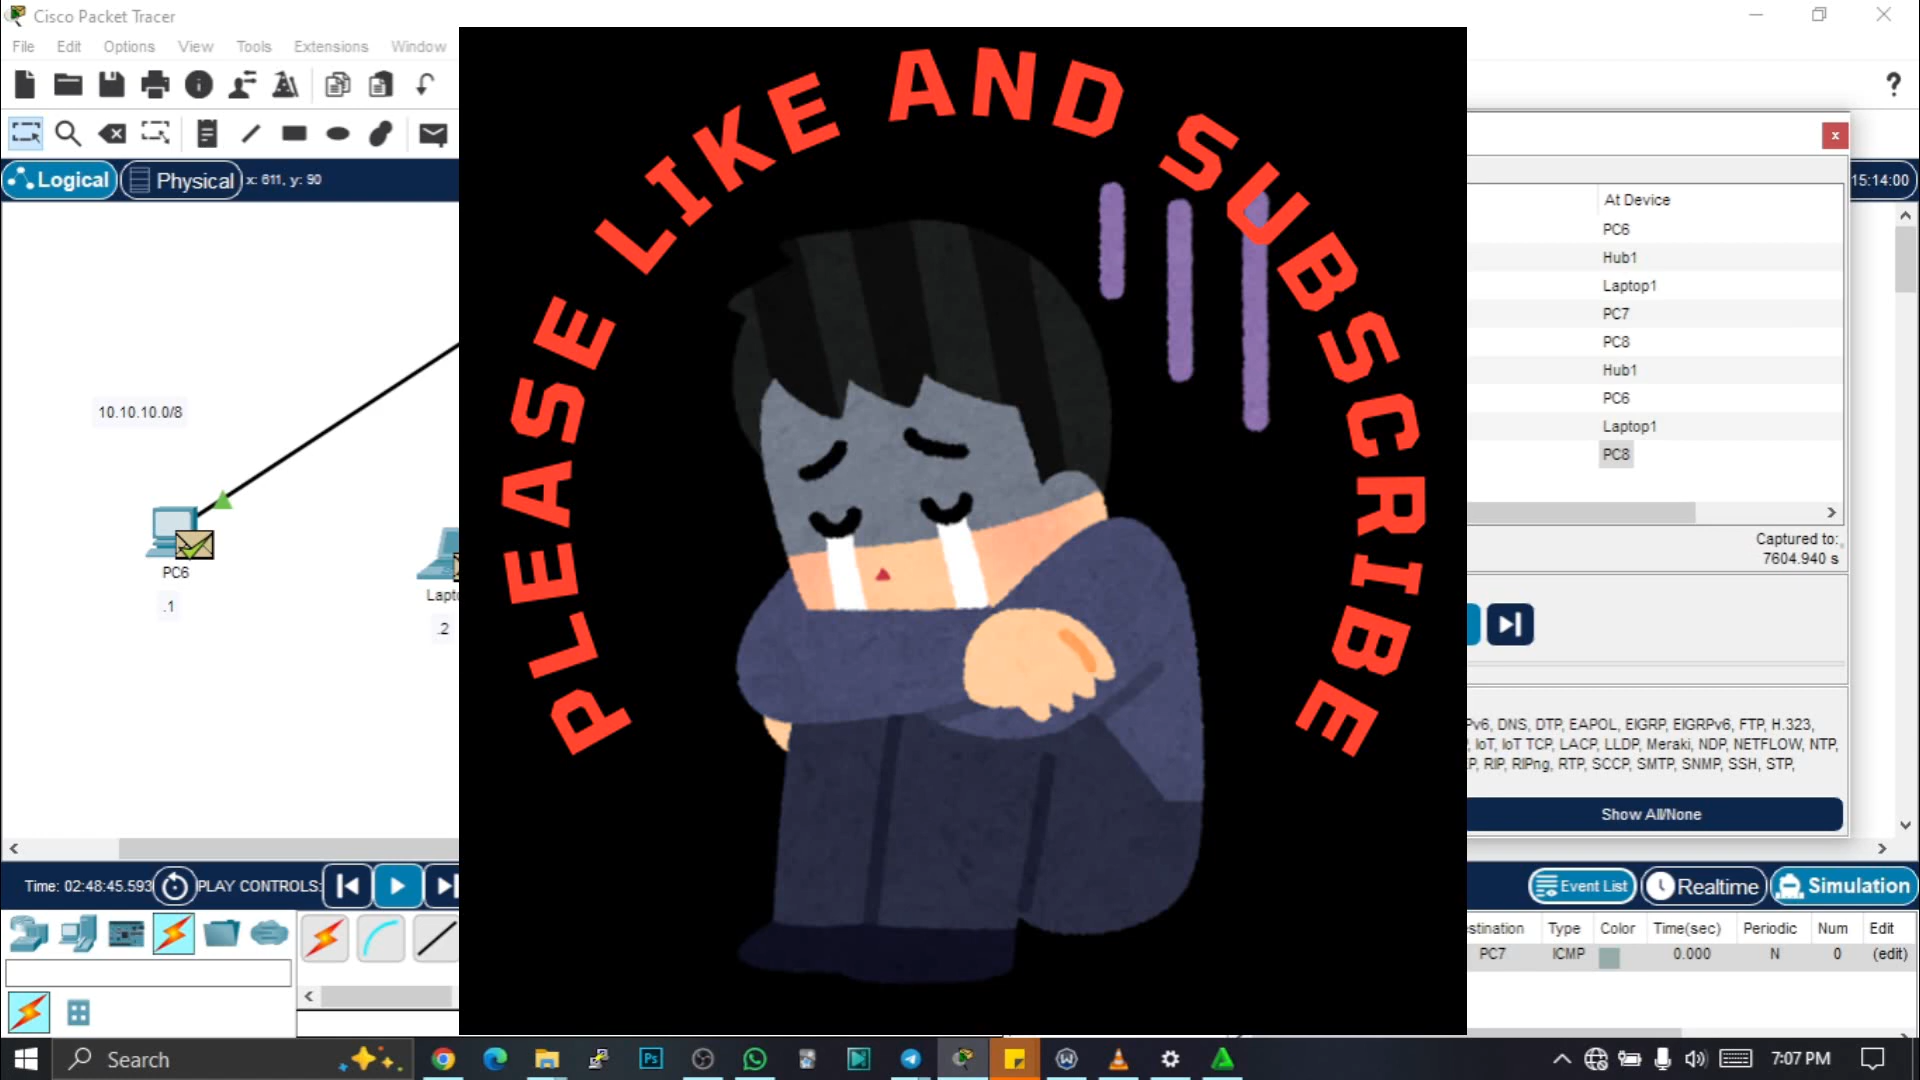 Cisco Packet Tracer
File Edit Options View Tools Extensions Window
PLEASE LIKE AND SUBSCRIBE
?
Logical Physical x: 611, y: 90
15:14:00
At Device
PC6
Hub1
Laptop1
PC7
PC8
Hub1
PC6
Laptop1
PC8
10.10.10.0/8
PC6
.1
Lapto
.2
Captured to:
7604.940 s
Pv6, DNS, DTP, EAPOL, EIGRP, EIGRPv6, FTP, H.323,
IoT, IoT TCP, LACP, LLDP, Meraki, NDP, NETFLOW, NTP,
P, RIP, RIPng, RTP, SCCP, SMTP, SNMP, SSH, STP,
Show All/None
Time: 02:48:45.593 PLAY CONTROLS:
Event List Realtime Simulation
stination Type Color Time(sec) Periodic Num Edit
PC7 ICMP 0.000 N 0 (edit)
Search
Ps
7:07 PM